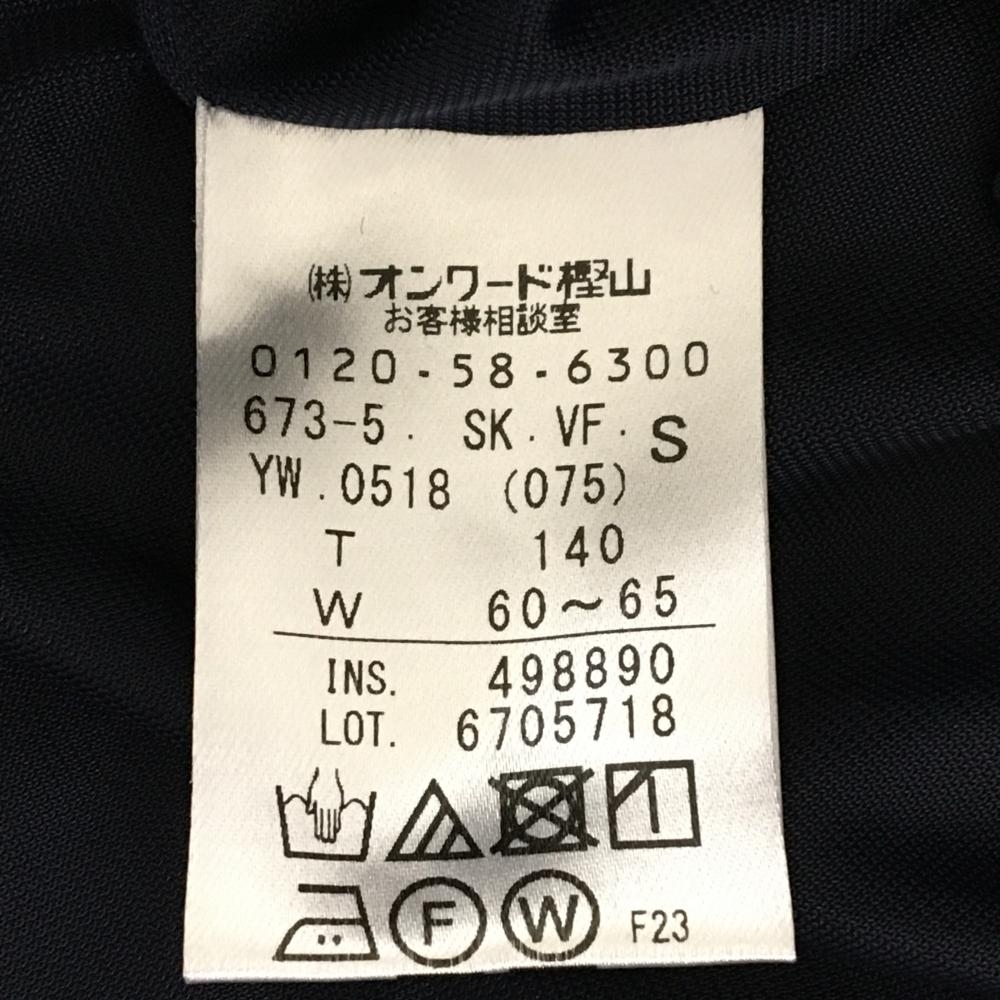 (株)オンワード樫山
お客様相談室
0120-58-6300
673-5. SK.VF. S
YW.0518 (075)
T 140
W 60~65
INS. 498890
LOT. 6705718
F W F23